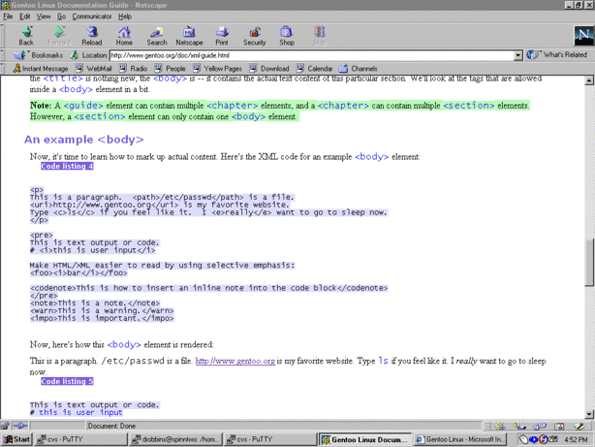 Gentoo Linux Documentation Guide - Netscape
File Edit View Go Communicator Help
Back Forward Reload Home Search Netscape Print Security Shop Stop
Bookmarks Location: http://www.gentoo.org/doc/xml-guide.html What's Related
Instant Message WebMail Radio People Yellow Pages Download Calendar Channels
the <title> is nothing new, the <body> is -- it contains the actual text content of this particular section. We'll look at the tags that are allowed
inside a <body> element in a bit.
Note: A <guide> element can contain multiple <chapter> elements, and a <chapter> can contain multiple <section> elements.
However, a <section> element can only contain one <body> element.
An example <body>
Now, it's time to learn how to mark up actual content. Here's the XML code for an example <body> element:
Code listing 4
<p>
This is a paragraph. <path>/etc/passwd</path> is a file.
<uri>http://www.gentoo.org</uri> is my favorite website.
Type <c>ls</c> if you feel like it. I <e>really</e> want to go to sleep now.
</p>
<pre>
This is text output or code.
# <i>this is user input</i>
Make HTML/XML easier to read by using selective emphasis:
<foo><i>bar</i></foo>
<codenote>This is how to insert an inline note into the code block</codenote>
</pre>
<note>This is a note.</note>
<warn>This is a warning.</warn>
<impo>This is important.</impo>
Now, here's how this <body> element is rendered:
This is a paragraph. /etc/passwd is a file. http://www.gentoo.org is my favorite website. Type ls if you feel like it. I really want to go to sleep
now.
Code listing 5
This is text output or code.
# this is user input
Document: Done
Start cvs - PuTTY drobbins@xpinntwo: /hom... cvs - PuTTY Gentoo Linux Docum... Gentoo Linux - Microsoft In... 4:52 PM